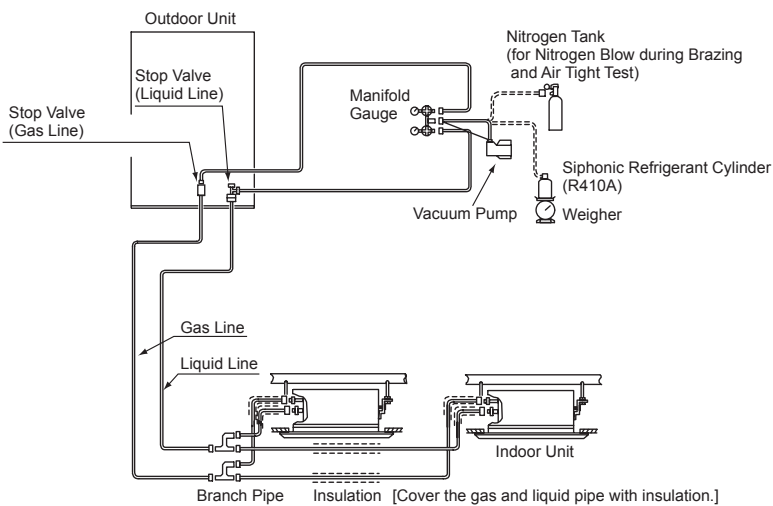 Outdoor Unit
Nitrogen Tank
(for Nitrogen Blow during Brazing
and Air Tight Test)
Stop Valve
(Liquid Line)
Manifold
Gauge
Stop Valve
(Gas Line)
Siphonic Refrigerant Cylinder
(R410A)
Vacuum Pump
Weigher
Gas Line
Liquid Line
Indoor Unit
Branch Pipe
Insulation
[Cover the gas and liquid pipe with insulation.]